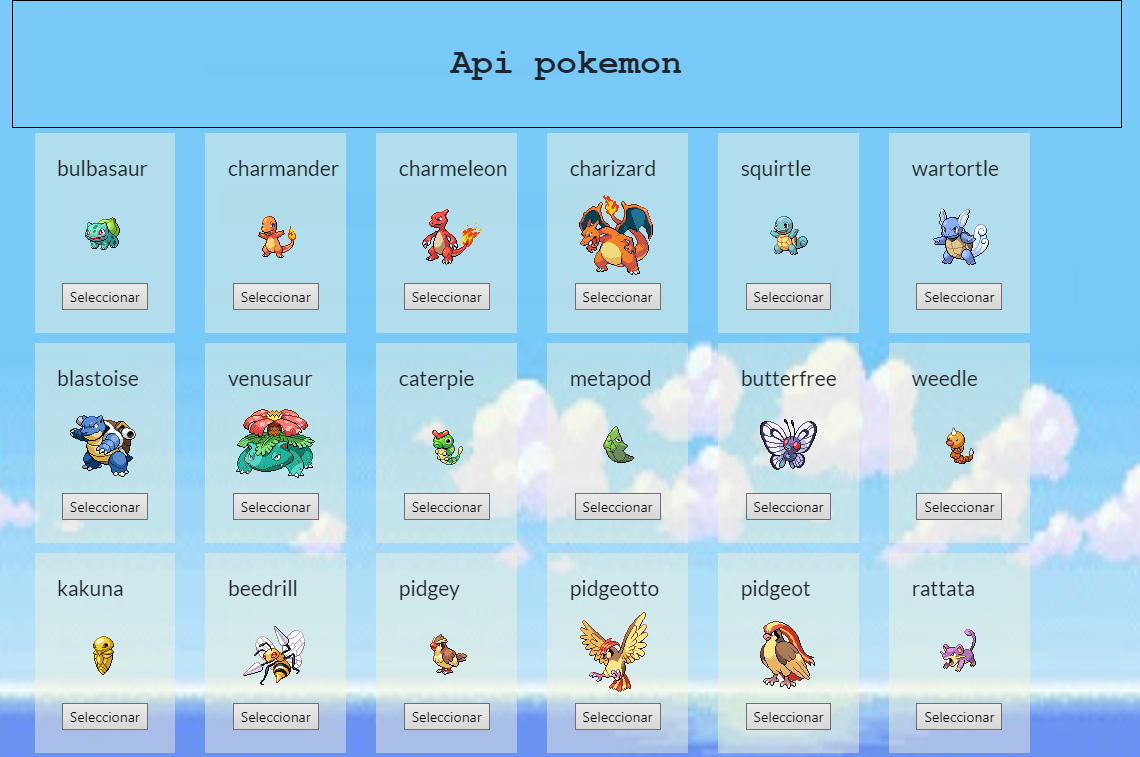 Api pokemon
bulbasaur charmander charmeleon charizard squirtle wartortle
Seleccionar Seleccionar Seleccionar Seleccionar Seleccionar Seleccionar
blastoise venusaur caterpie metapod butterfree weedle
Seleccionar Seleccionar Seleccionar Seleccionar Seleccionar Seleccionar
kakuna beedrill pidgey pidgeotto pidgeot rattata
Seleccionar Seleccionar Seleccionar Seleccionar Seleccionar Seleccionar